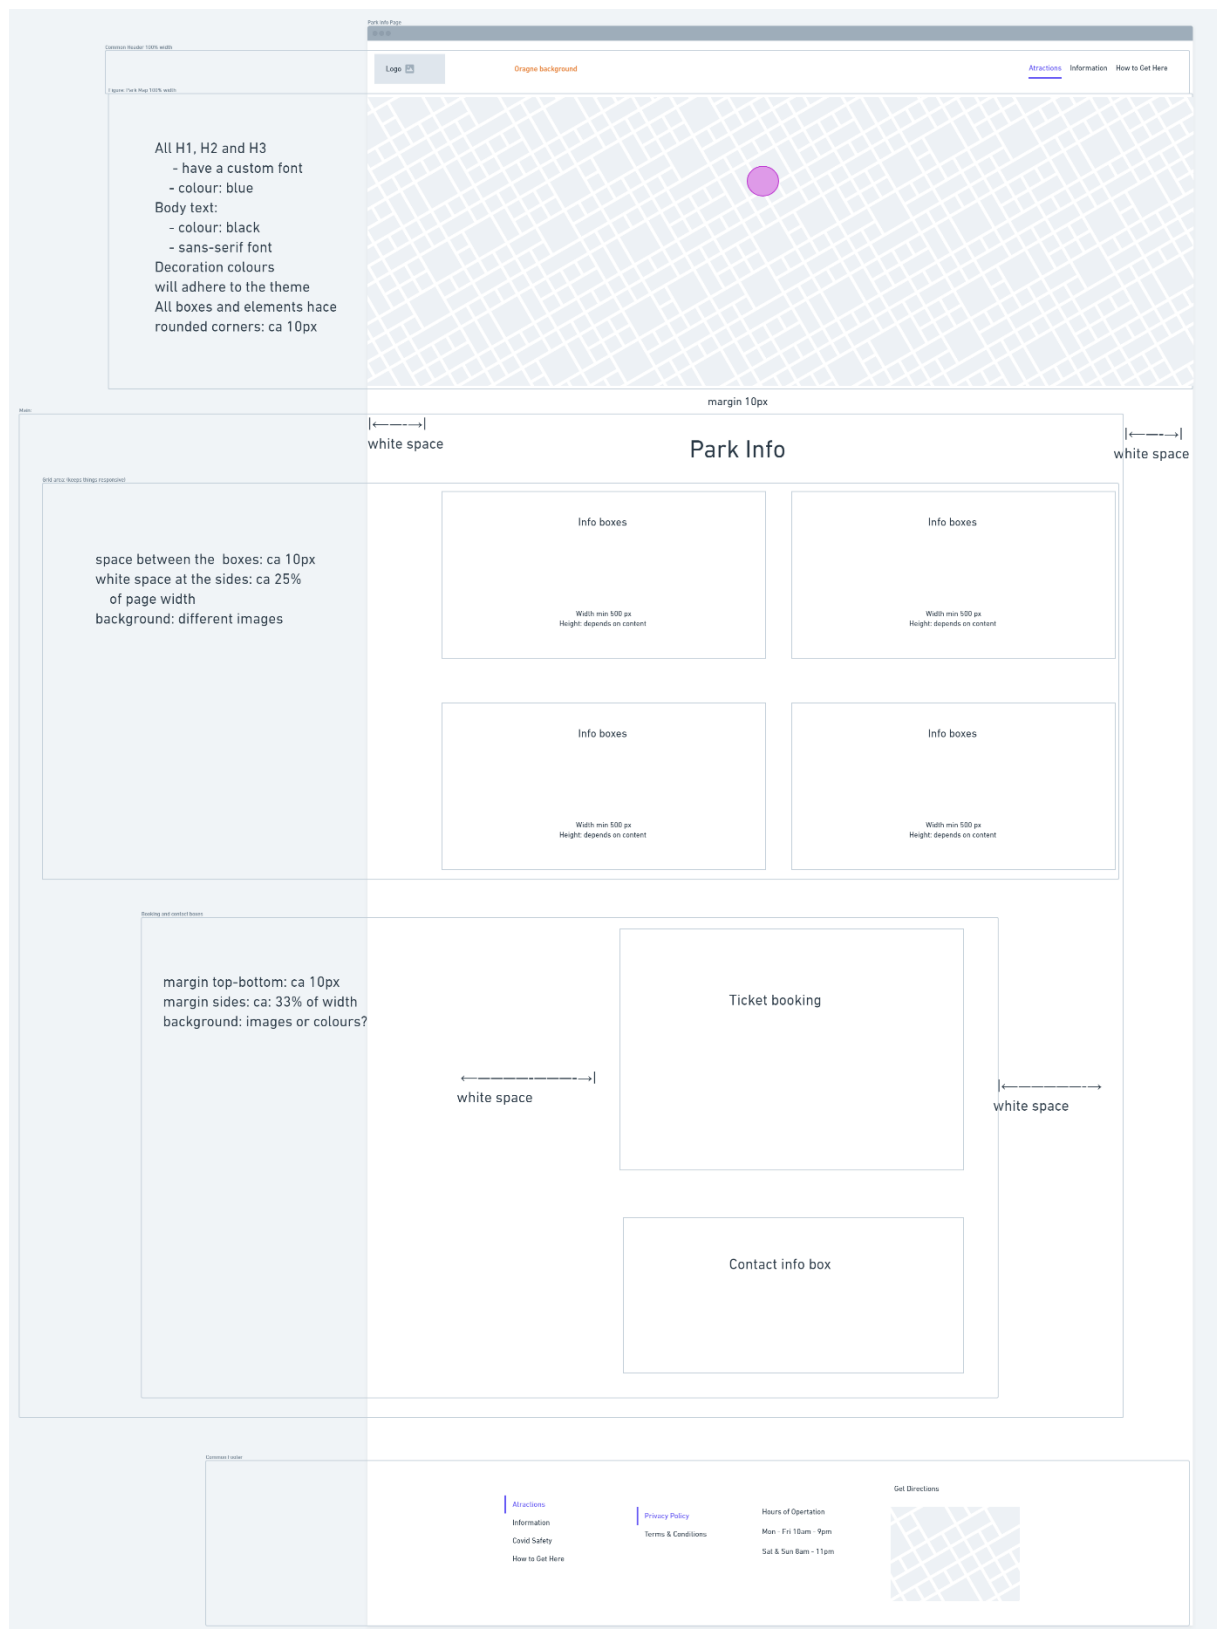 Park Info Page
Common Header 100% width
Logo
Oragne background
Atractions
Information
How to Get Here
Figure: Park Map 100% width
All H1, H2 and H3
- have a custom font
- colour: blue
Body text:
- colour: black
- sans-serif font
Decoration colours
will adhere to the theme
All boxes and elements hace
rounded corners: ca 10px
margin 10px
Main:
white space
Park Info
white space
area: Keeps things responsive!
Info boxes
Width min 500 px
Height: depends on content
Info boxes
Width min 500 px
Height: depends on content
space between the boxes: ca 10px
white space at the sides: ca 25%
of page width
background: different images
Info boxes
Width min 500 px
Height: depends on content
Info boxes
Width min 500 px
Height: depends on content
Booking and contact boxes
margin top-bottom: ca 10px
margin sides: ca: 33% of width
background: images or colours?
Ticket booking
white space
white space
Contact info box
Common Footer
Atractions
Information
Covid Safety
How to Get Here
Privacy Policy
Terms & Conditions
Hours of Opertation
Mon - Fri 10am - 9pm
Sat & Sun 8am - 11pm
Get Directions